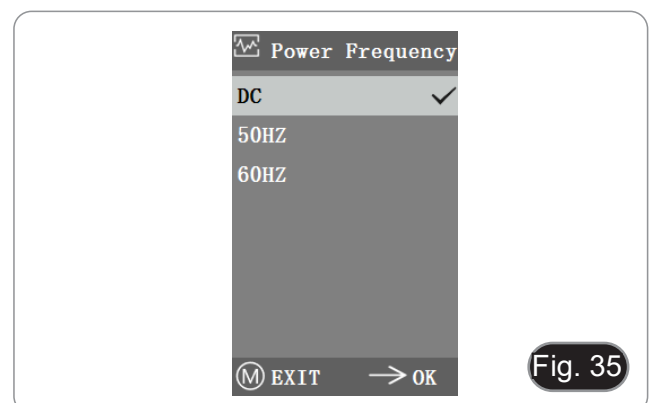 Power Frequency
DC
50HZ
60HZ
M EXIT → OK
Fig. 35